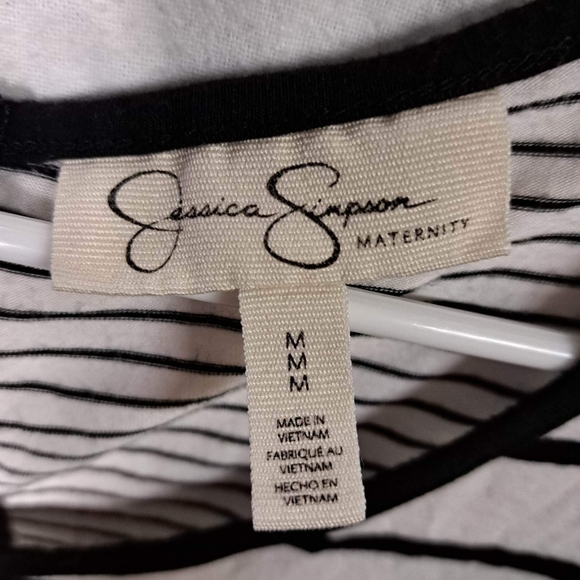 Jessica Simpson
MATERNITY
M
M
M
MADE IN
VIETNAM
FABRIQUÉ AU
VIETNAM
HECHO EN
VIETNAM